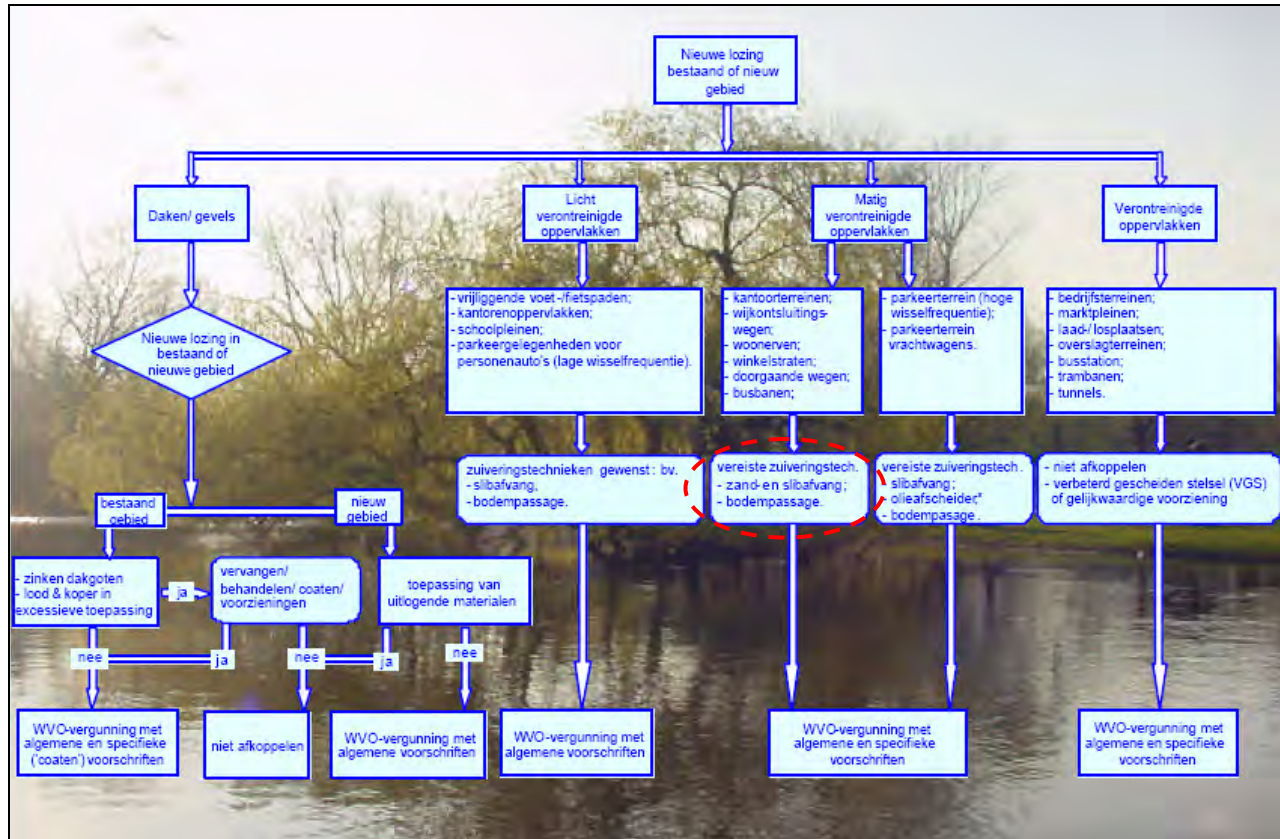 Nieuwe lozing
bestaand of nieuw
gebied
Daken/ gevels
Licht
verontreinigde
oppervlakken
Matig
verontreinigde
oppervlakken
Verontreinigde
oppervlakken
Nieuwe lozing in
bestaand of
nieuwe gebied
- vrijliggende voet-/fietspaden;
- kantorenoppervlakken;
- schoolpleinen;
- parkeergelegenheden voor
personenauto's (lage wisselfrequentie).
- kantoorterreinen;
- wijkontsluitings-
wegen;
- woonerven;
- winkelstraten;
- doorgaande wegen;
- busbanen;
- parkeerterrein (hoge
wisselfrequentie);
- parkeerterrein
vrachtwagens.
- bedrijfsterreinen;
- marktpleinen;
- laad-/losplaatsen;
- overslagterreinen;
- busstation;
- trambanen;
- tunnels.
zuiveringstechnieken gewenst: bv.
- slibafvang,
- bodempassage.
vereiste zuiveringstech.
- zand-en slibafvang;
- bodempassage.
vereiste zuiveringstech.
slibafvang;
- olieafscheider;*
- bodempasage.
- niet afkoppelen
- verbeterd gescheiden stelsel (VGS)
of gelijkwaardige voorziening
bestaand
gebied
nieuw
gebied
- zinken dakgoten
- lood & koper in
excessieve toepassing
ja
vervangen/
behandelen/ coaten/
voorzieningen
toepassing van
uitlogende materialen
nee
ja
nee
ja
nee
WVO-vergunning met
algemene en specifieke
('coaten') voorschriften
niet afkoppelen
WVO-vergunning met
algemene voorschriften
WVO-vergunning met
algemene voorschriften
WVO-vergunning met
algemene en specifieke
voorschriften
WVO-vergunning met
algemene en specifieke
voorschriften